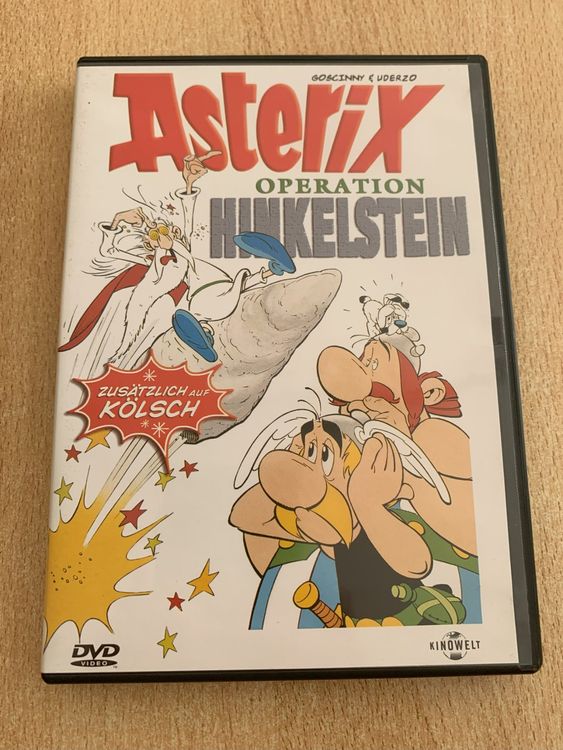 GOSCINNY & UDERZO
Asterix
OPERATION
HINKELSTEIN
ZUSÄTZLICH AUF
KÖLSCH
DVD
VIDEO
KINOWELT